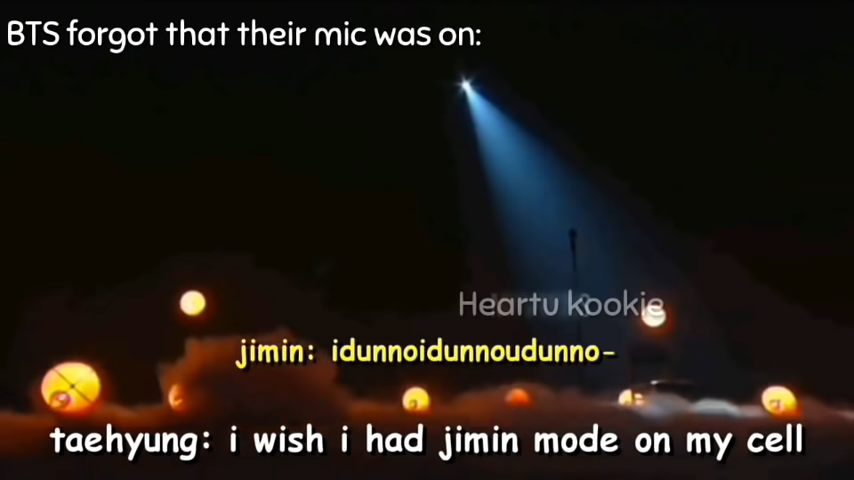 BTS forgot that their mic was on:
Heartu kookie
jimin: idunnoidunnoudunno-
taehyung: i wish i had jimin mode on my cell